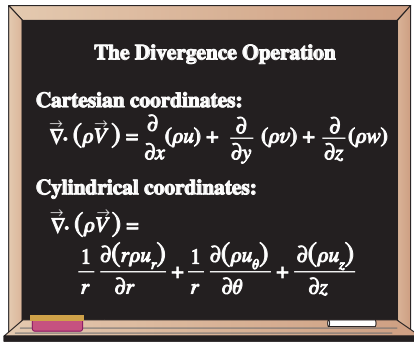 The Divergence Operation
Cartesian coordinates:
∇⃗·(ρV⃗) = ∂/∂x (ρu) + ∂/∂y (ρv) + ∂/∂z (ρw)
Cylindrical coordinates:
∇⃗·(ρV⃗) =
1/r ∂(rρu_r)/∂r + 1/r ∂(ρu_θ)/∂θ + ∂(ρu_z)/∂z